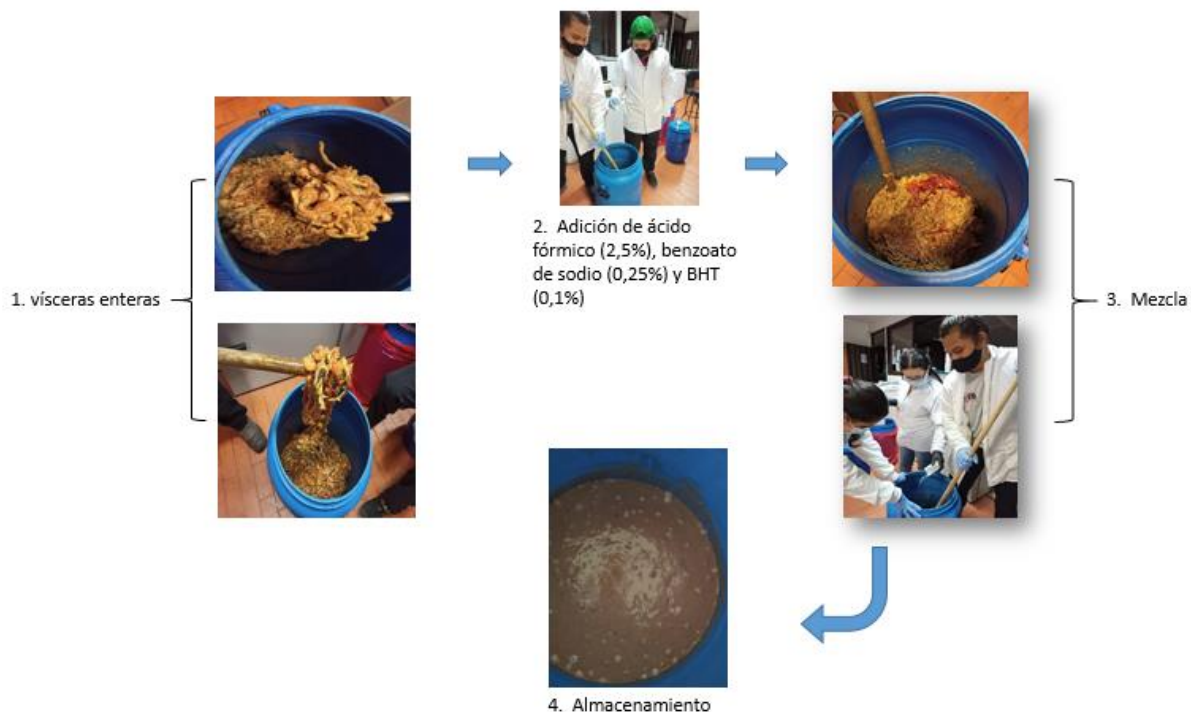 1. vísceras enteras
2. Adición de ácido
fórmico (2,5%), benzoato
de sodio (0,25%) y BHT
(0,1%)
3. Mezcla
4. Almacenamiento